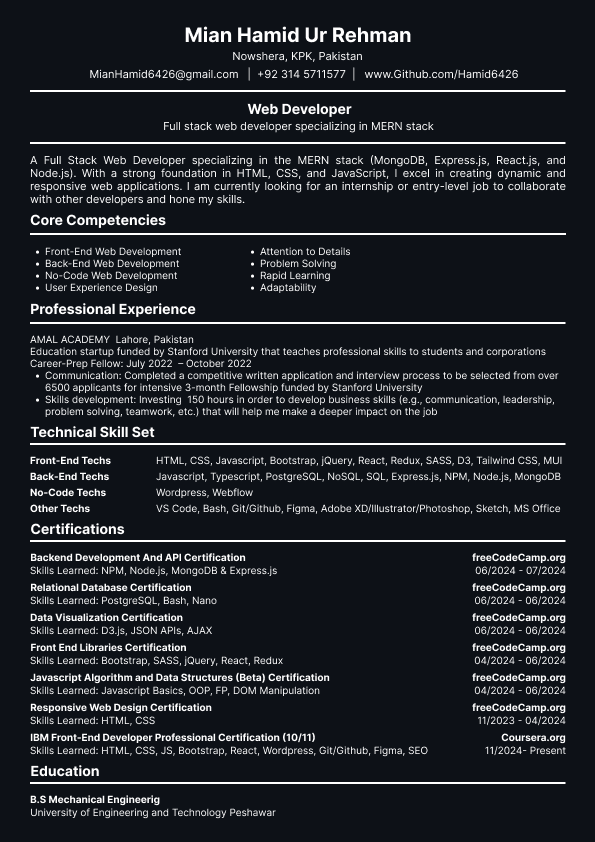 Mian Hamid Ur Rehman
Nowshera, KPK, Pakistan
MianHamid6426@gmail.com | +92 314 5711577 | www.Github.com/Hamid6426
Web Developer
Full stack web developer specializing in MERN stack
A Full Stack Web Developer specializing in the MERN stack (MongoDB, Express.js, React.js, and
Node.js). With a strong foundation in HTML, CSS, and JavaScript, I excel in creating dynamic and
responsive web applications. I am currently looking for an internship or entry-level job to collaborate
with other developers and hone my skills.
Core Competencies
• Front-End Web Development
• Back-End Web Development
• No-Code Web Development
• User Experience Design
• Attention to Details
• Problem Solving
• Rapid Learning
• Adaptability
Professional Experience
AMAL ACADEMY Lahore, Pakistan
Education startup funded by Stanford University that teaches professional skills to students and corporations
Career-Prep Fellow: July 2022 – October 2022
• Communication: Completed a competitive written application and interview process to be selected from over
6500 applicants for intensive 3-month Fellowship funded by Stanford University
• Skills development: Investing 150 hours in order to develop business skills (e.g., communication, leadership,
problem solving, teamwork, etc.) that will help me make a deeper impact on the job
Technical Skill Set
Front-End Techs HTML, CSS, Javascript, Bootstrap, jQuery, React, Redux, SASS, D3, Tailwind CSS, MUI
Back-End Techs Javascript, Typescript, PostgreSQL, NoSQL, SQL, Express.js, NPM, Node.js, MongoDB
No-Code Techs Wordpress, Webflow
Other Techs VS Code, Bash, Git/Github, Figma, Adobe XD/Illustrator/Photoshop, Sketch, MS Office
Certifications
Backend Development And API Certification freeCodeCamp.org
Skills Learned: NPM, Node.js, MongoDB & Express.js 06/2024 - 07/2024
Relational Database Certification freeCodeCamp.org
Skills Learned: PostgreSQL, Bash, Nano 06/2024 - 06/2024
Data Visualization Certification freeCodeCamp.org
Skills Learned: D3.js, JSON APIs, AJAX 06/2024 - 06/2024
Front End Libraries Certification freeCodeCamp.org
Skills Learned: Bootstrap, SASS, jQuery, React, Redux 04/2024 - 06/2024
Javascript Algorithm and Data Structures (Beta) Certification freeCodeCamp.org
Skills Learned: Javascript Basics, OOP, FP, DOM Manipulation 04/2024 - 06/2024
Responsive Web Design Certification freeCodeCamp.org
Skills Learned: HTML, CSS 11/2023 - 04/2024
IBM Front-End Developer Professional Certification (10/11) Coursera.org
Skills Learned: HTML, CSS, JS, Bootstrap, React, Wordpress, Git/Github, Figma, SEO 11/2024- Present
Education
B.S Mechanical Engineerig
University of Engineering and Technology Peshawar